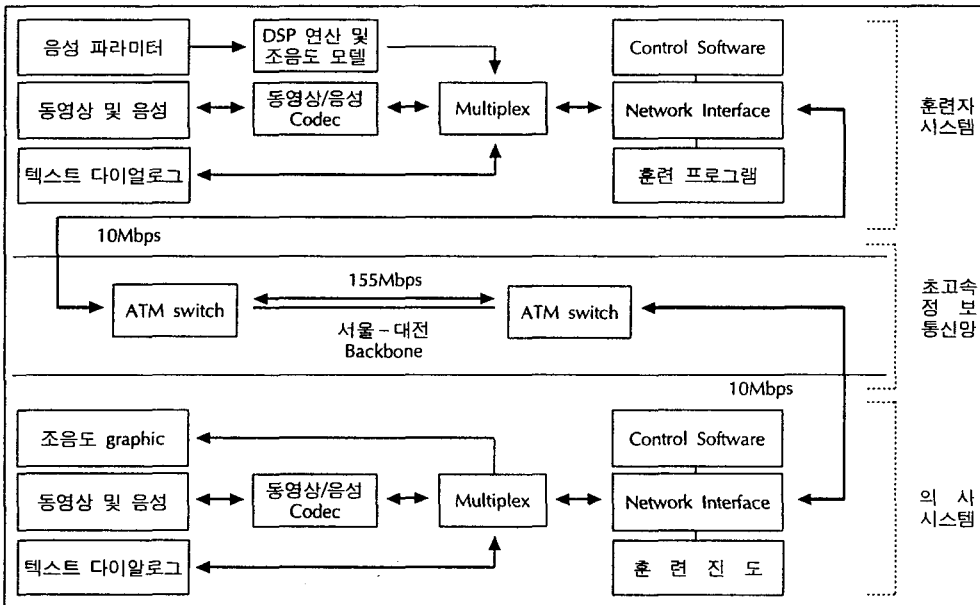 음성 파라미터
DSP 연산 및
조음도 모델
Control Software
동영상 및 음성
동영상/음성
Codec
Multiplex
Network Interface
훈련자
시스템
텍스트 다이얼로그
훈련 프로그램
10Mbps
155Mbps
ATM switch
ATM switch
서울 – 대전
Backbone
초고속
정 보
통신망
10Mbps
조음도 graphic
Control Software
동영상 및 음성
동영상/음성
Codec
Multiplex
Network Interface
의 사
시스템
텍스트 다이알로그
훈 련 진 도